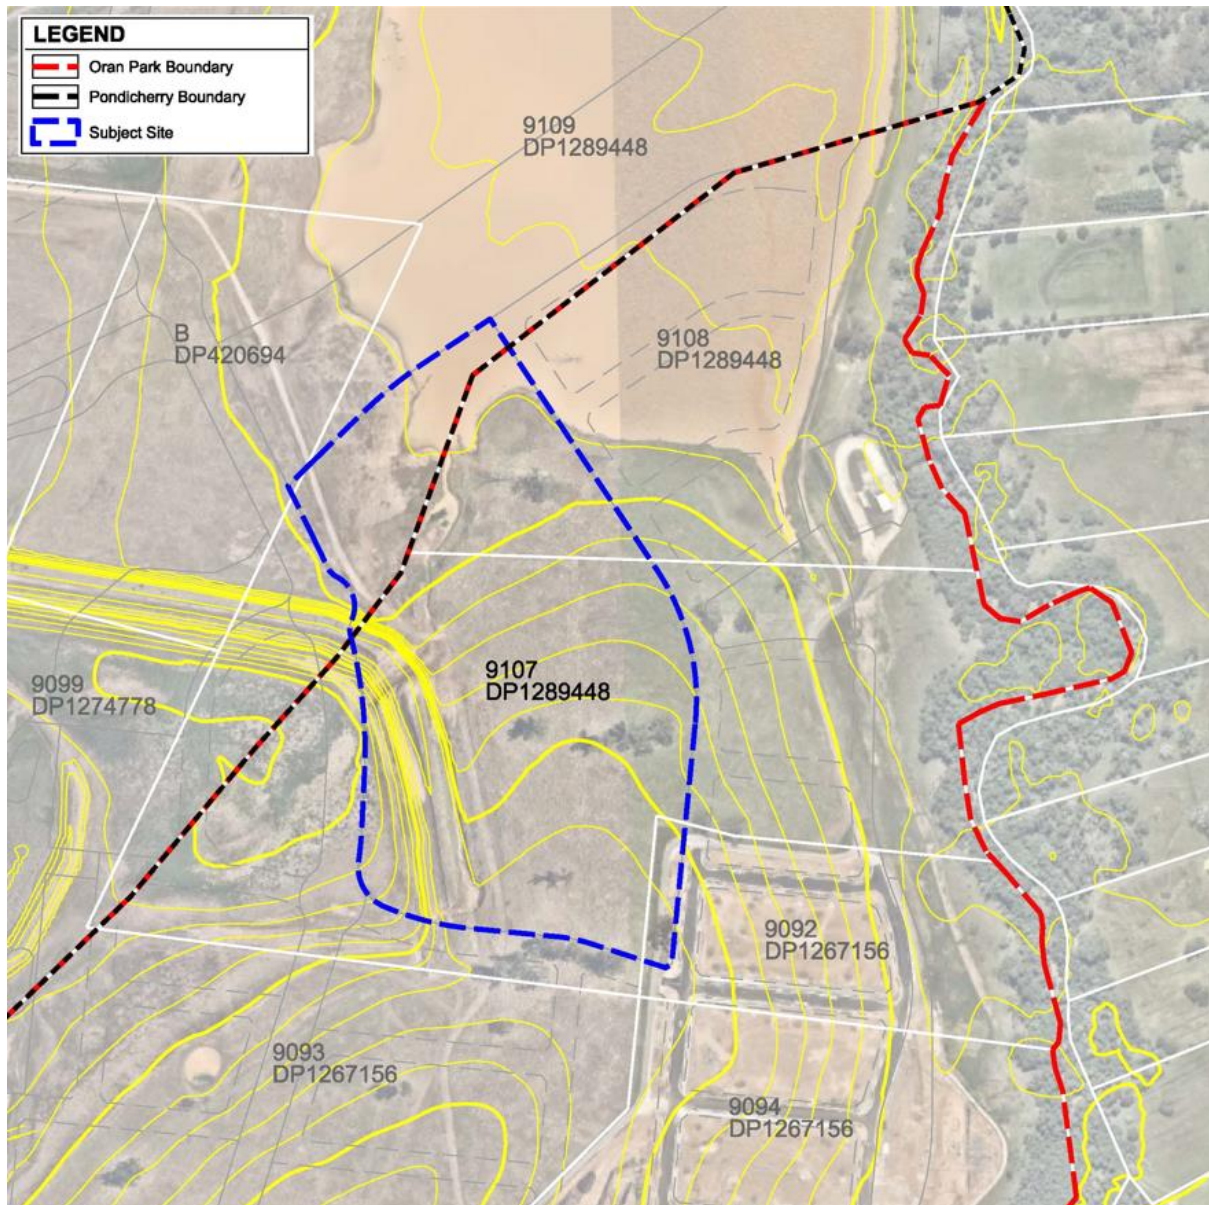 LEGEND
Oran Park Boundary
Pondicherry Boundary
Subject Site
9109
DP1289448
B
DP420694
9108
DP1289448
9107
DP1289448
9099
DP1274778
9092
DP1267156
9093
DP1267156
9094
DP1267156